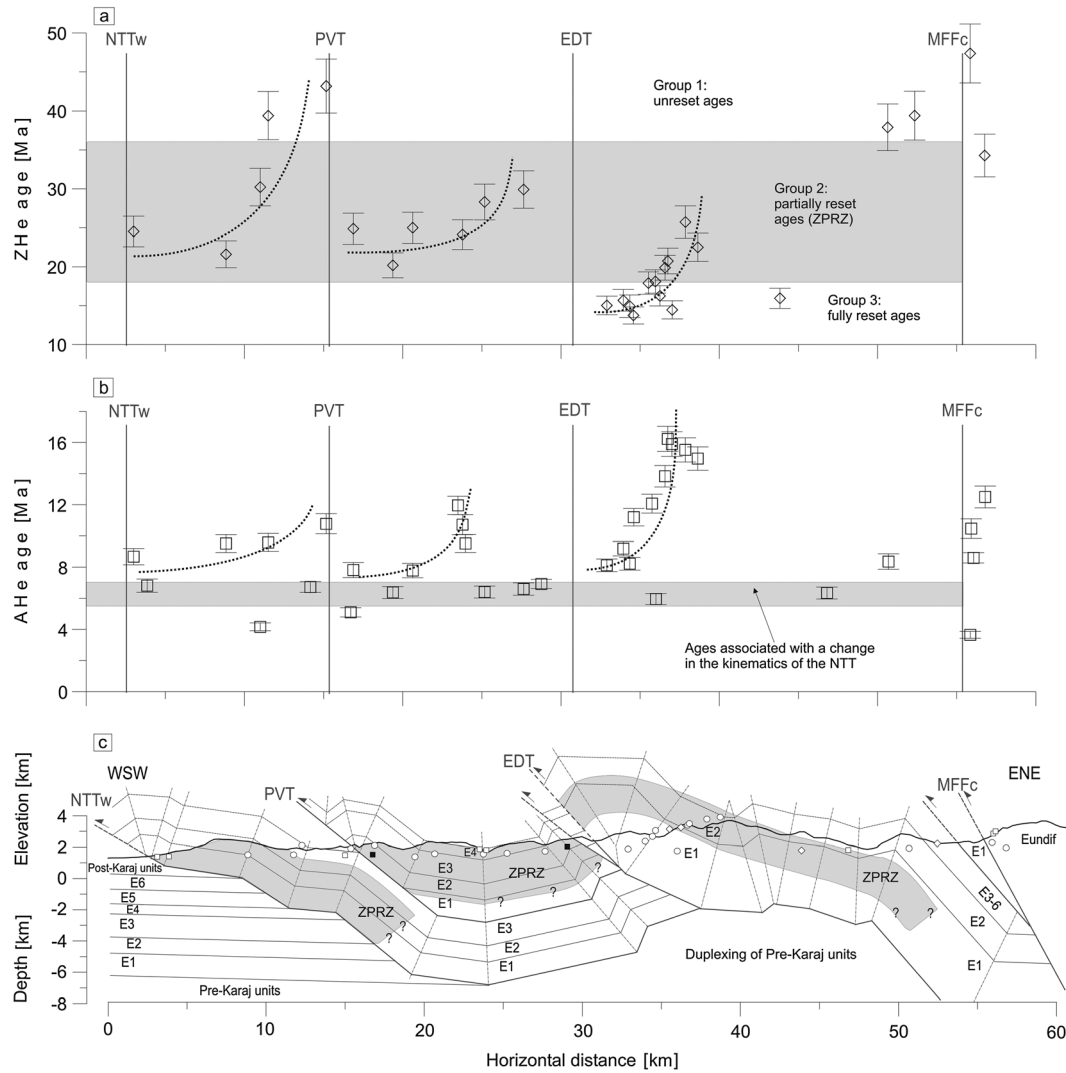 a
NTTw
PVT
EDT
MFFc
50
40
30
20
10
ZHe age [Ma]
Group 1:
unreset ages
Group 2:
partially reset
ages (ZPRZ)
Group 3:
fully reset ages
b
NTTw
PVT
EDT
MFFc
16
12
8
4
0
AHe age [Ma]
Ages associated with a change
in the kinematics of the NTT
c
WSW
ENE
NTTw
PVT
EDT
MFFc
Elevation [km]
Depth [km]
4
2
0
-2
-4
-6
-8
Post-Karaj units
E6
E5
E4
E3
E2
E1
Pre-Karaj units
ZPRZ
?
?
E4
E3
E2
E1
ZPRZ
?
?
E3
E2
E1
E2
E1
ZPRZ
?
?
Duplexing of Pre-Karaj units
E1
Eundif
E3-6
E2
E1
0
10
20
30
40
50
60
Horizontal distance [km]